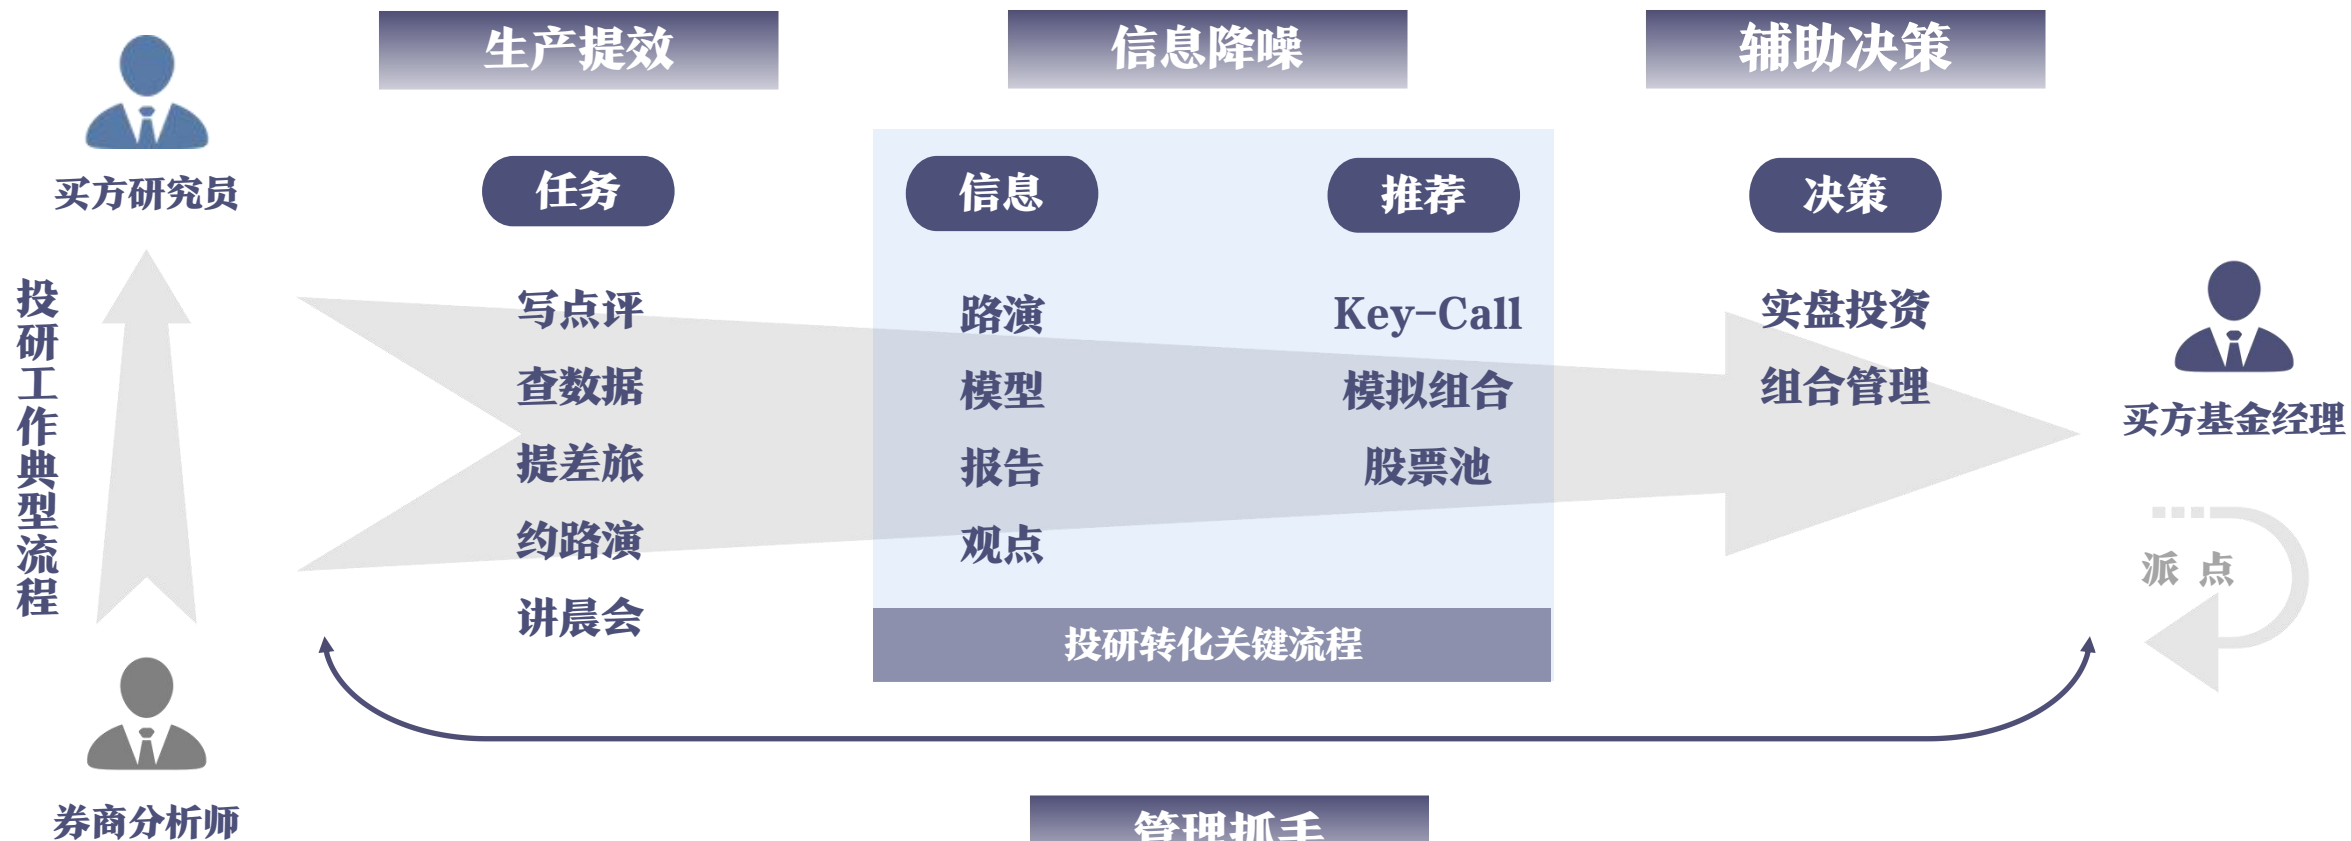 生产提效
信息降噪
辅助决策
买方研究员
投研工作典型流程
券商分析师
任务
写点评
查数据
提差旅
约路演
讲晨会
信息
路演
模型
报告
观点
推荐
Key-Call
模拟组合
股票池
投研转化关键流程
决策
实盘投资
组合管理
买方基金经理
派 点
管理抓手